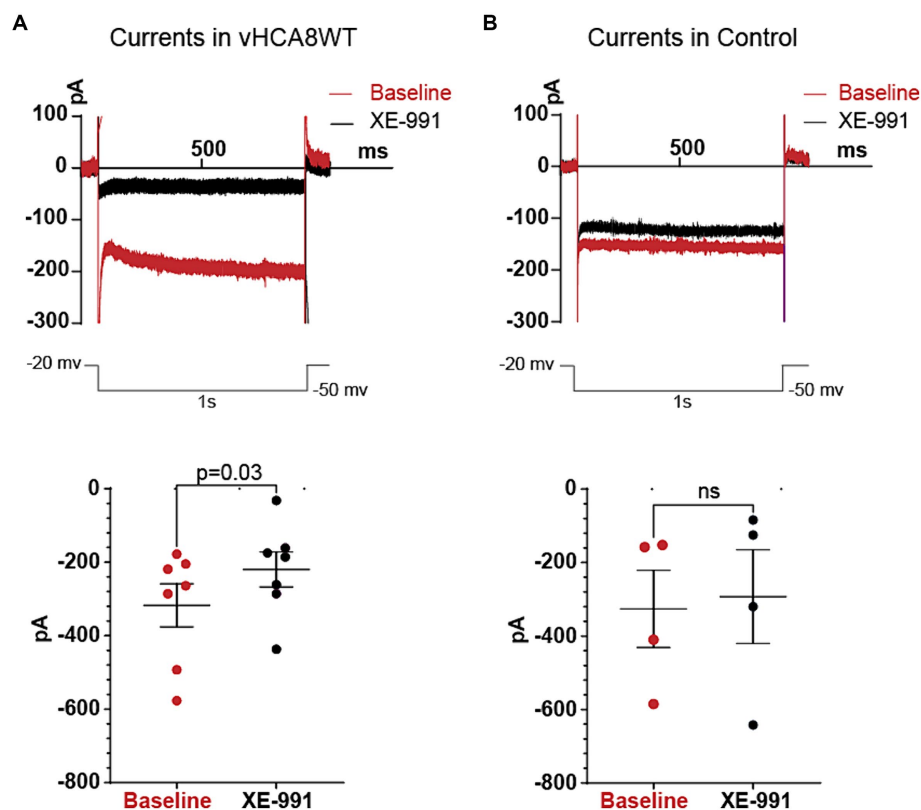 A
Currents in vHCA8WT
pA
Baseline
XE-991
100
0
-100
-200
-300
500
ms
-20 mv
-50 mv
1s
B
Currents in Control
pA
Baseline
XE-991
100
0
-100
-200
-300
500
ms
-20 mv
-50 mv
1s
p=0.03
0
-200
-400
-600
-800
pA
Baseline
XE-991
ns
0
-200
-400
-600
-800
pA
Baseline
XE-991